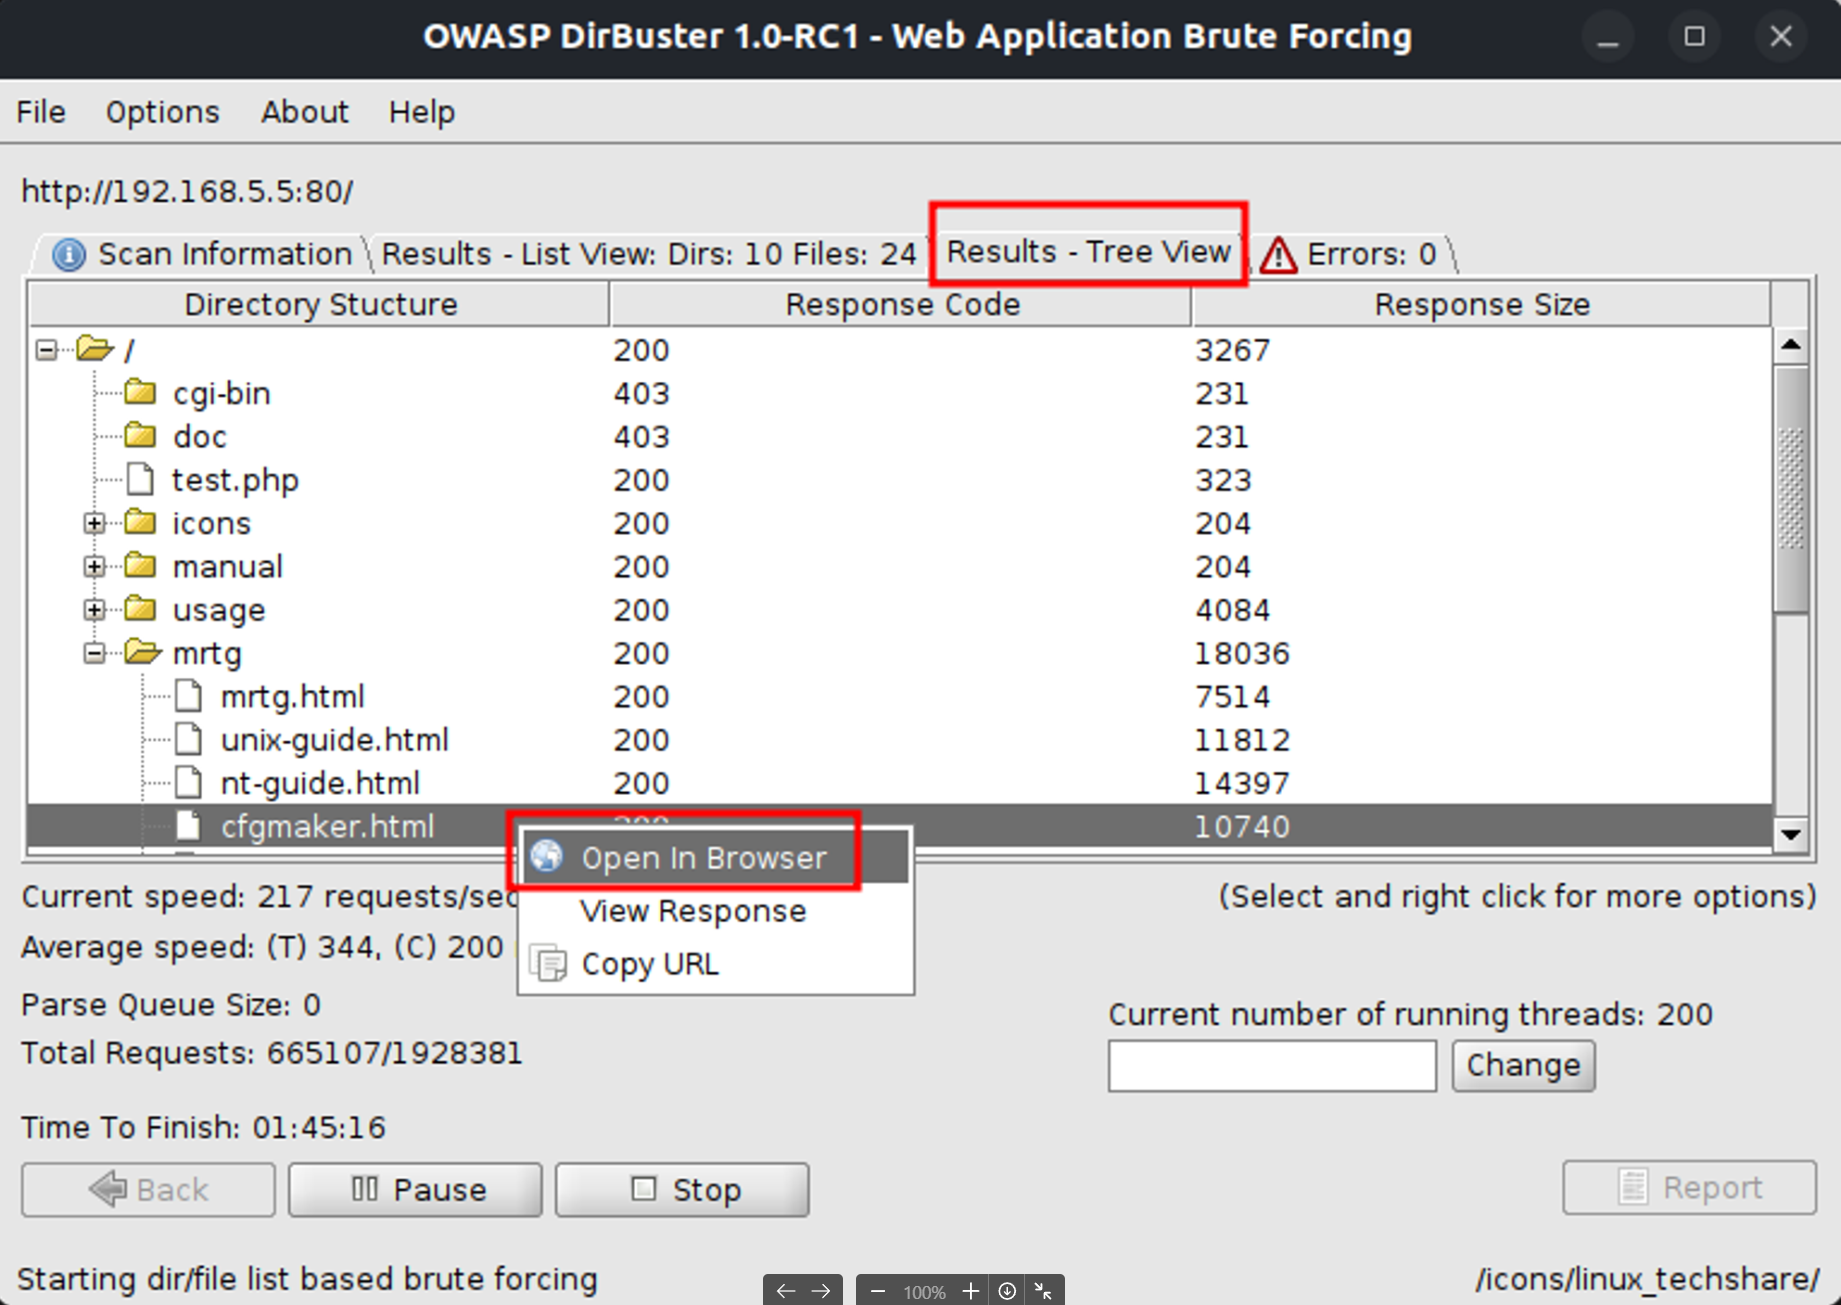 OWASP DirBuster 1.0-RC1 - Web Application Brute Forcing
File Options About Help
http://192.168.5.5:80/
Scan Information Results - List View: Dirs: 10 Files: 24 Results - Tree View Errors: 0
Directory Stucture Response Code Response Size
/ 200 3267
cgi-bin 403 231
doc 403 231
test.php 200 323
icons 200 204
manual 200 204
usage 200 4084
mrtg 200 18036
mrtg.html 200 7514
unix-guide.html 200 11812
nt-guide.html 200 14397
cfgmaker.html 10740
Open In Browser
View Response
Copy URL
Current speed: 217 requests/sec (Select and right click for more options)
Average speed: (T) 344, (C) 200
Parse Queue Size: 0
Total Requests: 665107/1928381
Current number of running threads: 200
Change
Time To Finish: 01:45:16
Back Pause Stop Report
Starting dir/file list based brute forcing /icons/linux_techshare/
100%